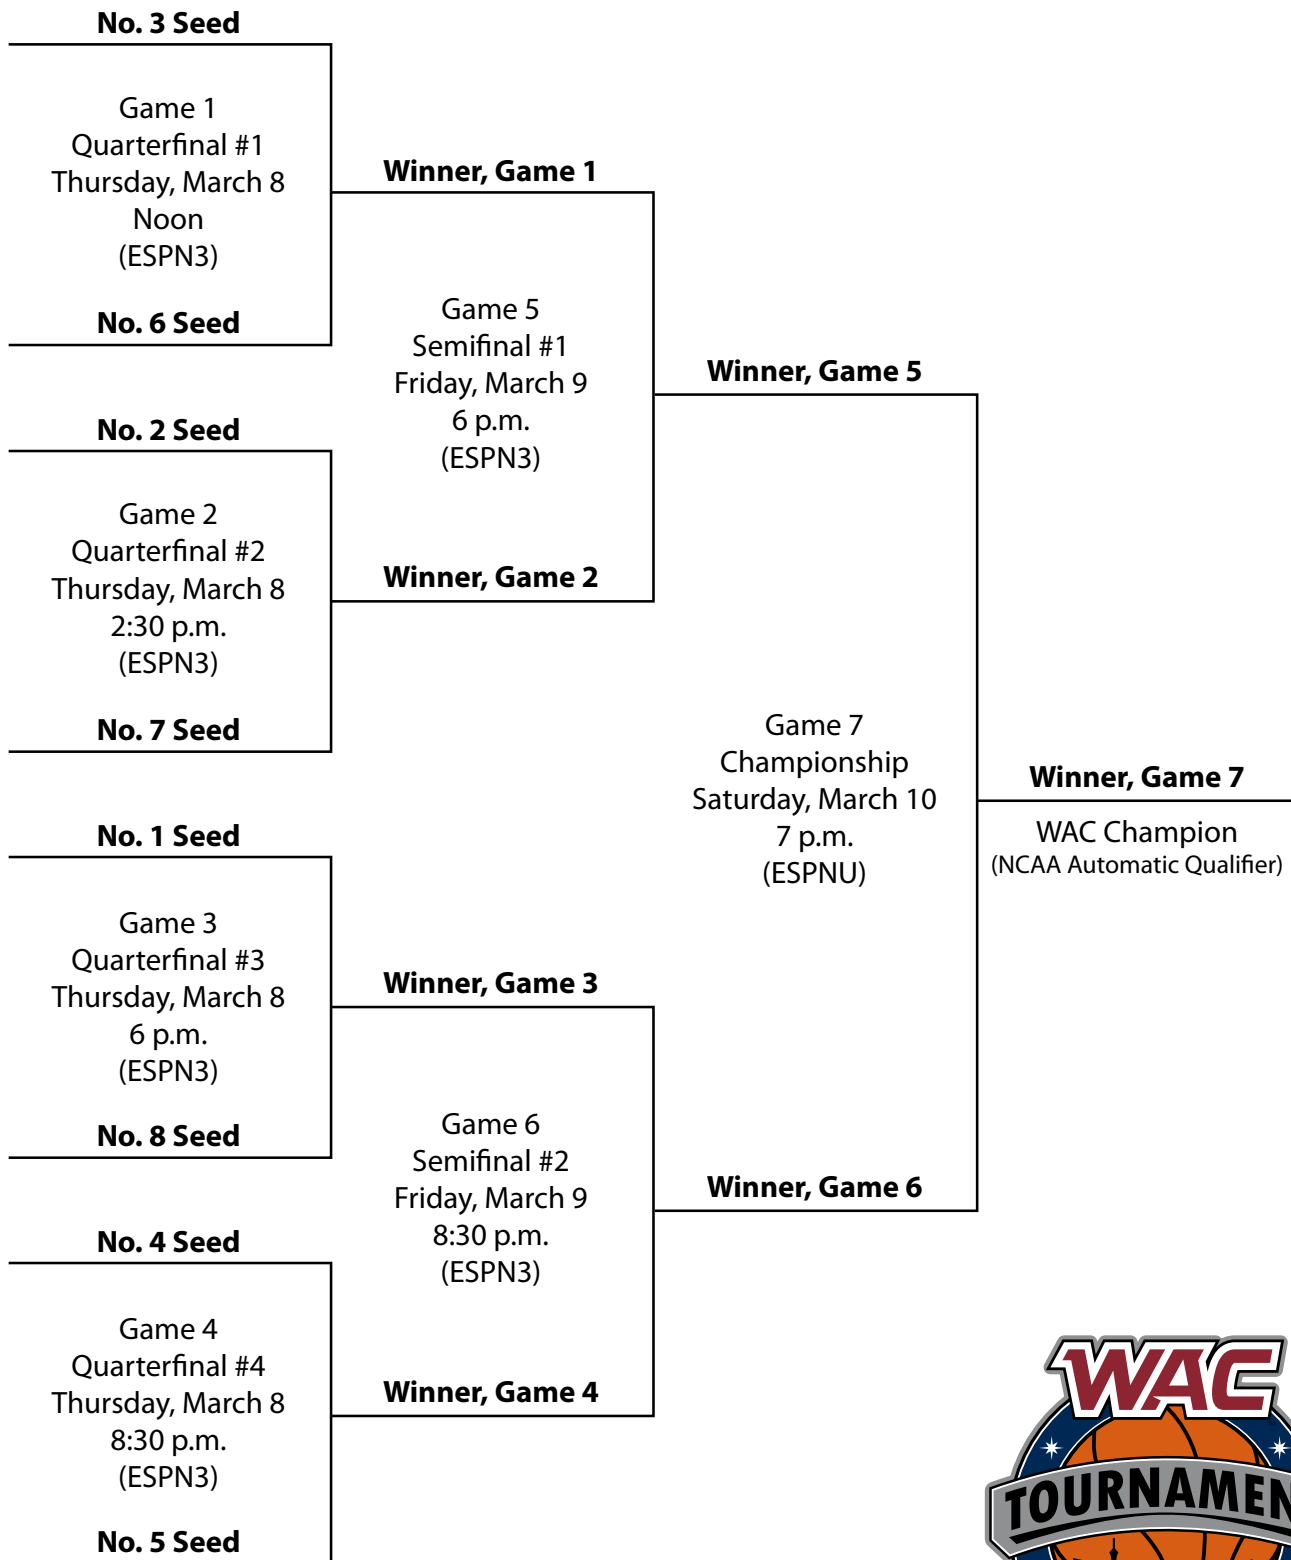 No. 3 Seed
Game 1
Quarterfinal #1
Thursday, March 8
Noon
(ESPN3)
No. 6 Seed
No. 2 Seed
Game 2
Quarterfinal #2
Thursday, March 8
2:30 p.m.
(ESPN3)
No. 7 Seed
No. 1 Seed
Game 3
Quarterfinal #3
Thursday, March 8
6 p.m.
(ESPN3)
No. 8 Seed
No. 4 Seed
Game 4
Quarterfinal #4
Thursday, March 8
8:30 p.m.
(ESPN3)
No. 5 Seed
Winner, Game 1
Game 5
Semifinal #1
Friday, March 9
6 p.m.
(ESPN3)
Winner, Game 2
Winner, Game 3
Game 6
Semifinal #2
Friday, March 9
8:30 p.m.
(ESPN3)
Winner, Game 4
Winner, Game 5
Game 7
Championship
Saturday, March 10
7 p.m.
(ESPNU)
Winner, Game 6
Winner, Game 7
WAC Champion
(NCAA Automatic Qualifier)
WAC
TOURNAMEN